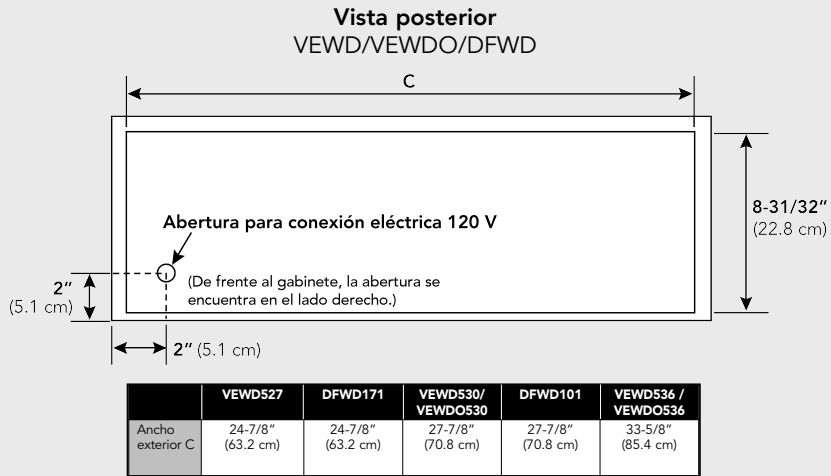 Vista posterior
VEWD/VEWDO/DFWD
C
Abertura para conexión eléctrica 120 V
(De frente al gabinete, la abertura se
encuentra en el lado derecho.)
8-31/32”
(22.8 cm)
2”
(5.1 cm)
2” (5.1 cm)
VEWD527 DFWD171 VEWD530/ DFWD101 VEWD536 /
VEWDO530 VEWDO536
Ancho 24-7/8” 24-7/8” 27-7/8” 27-7/8” 33-5/8”
exterior C (63.2 cm) (63.2 cm) (70.8 cm) (70.8 cm) (85.4 cm)